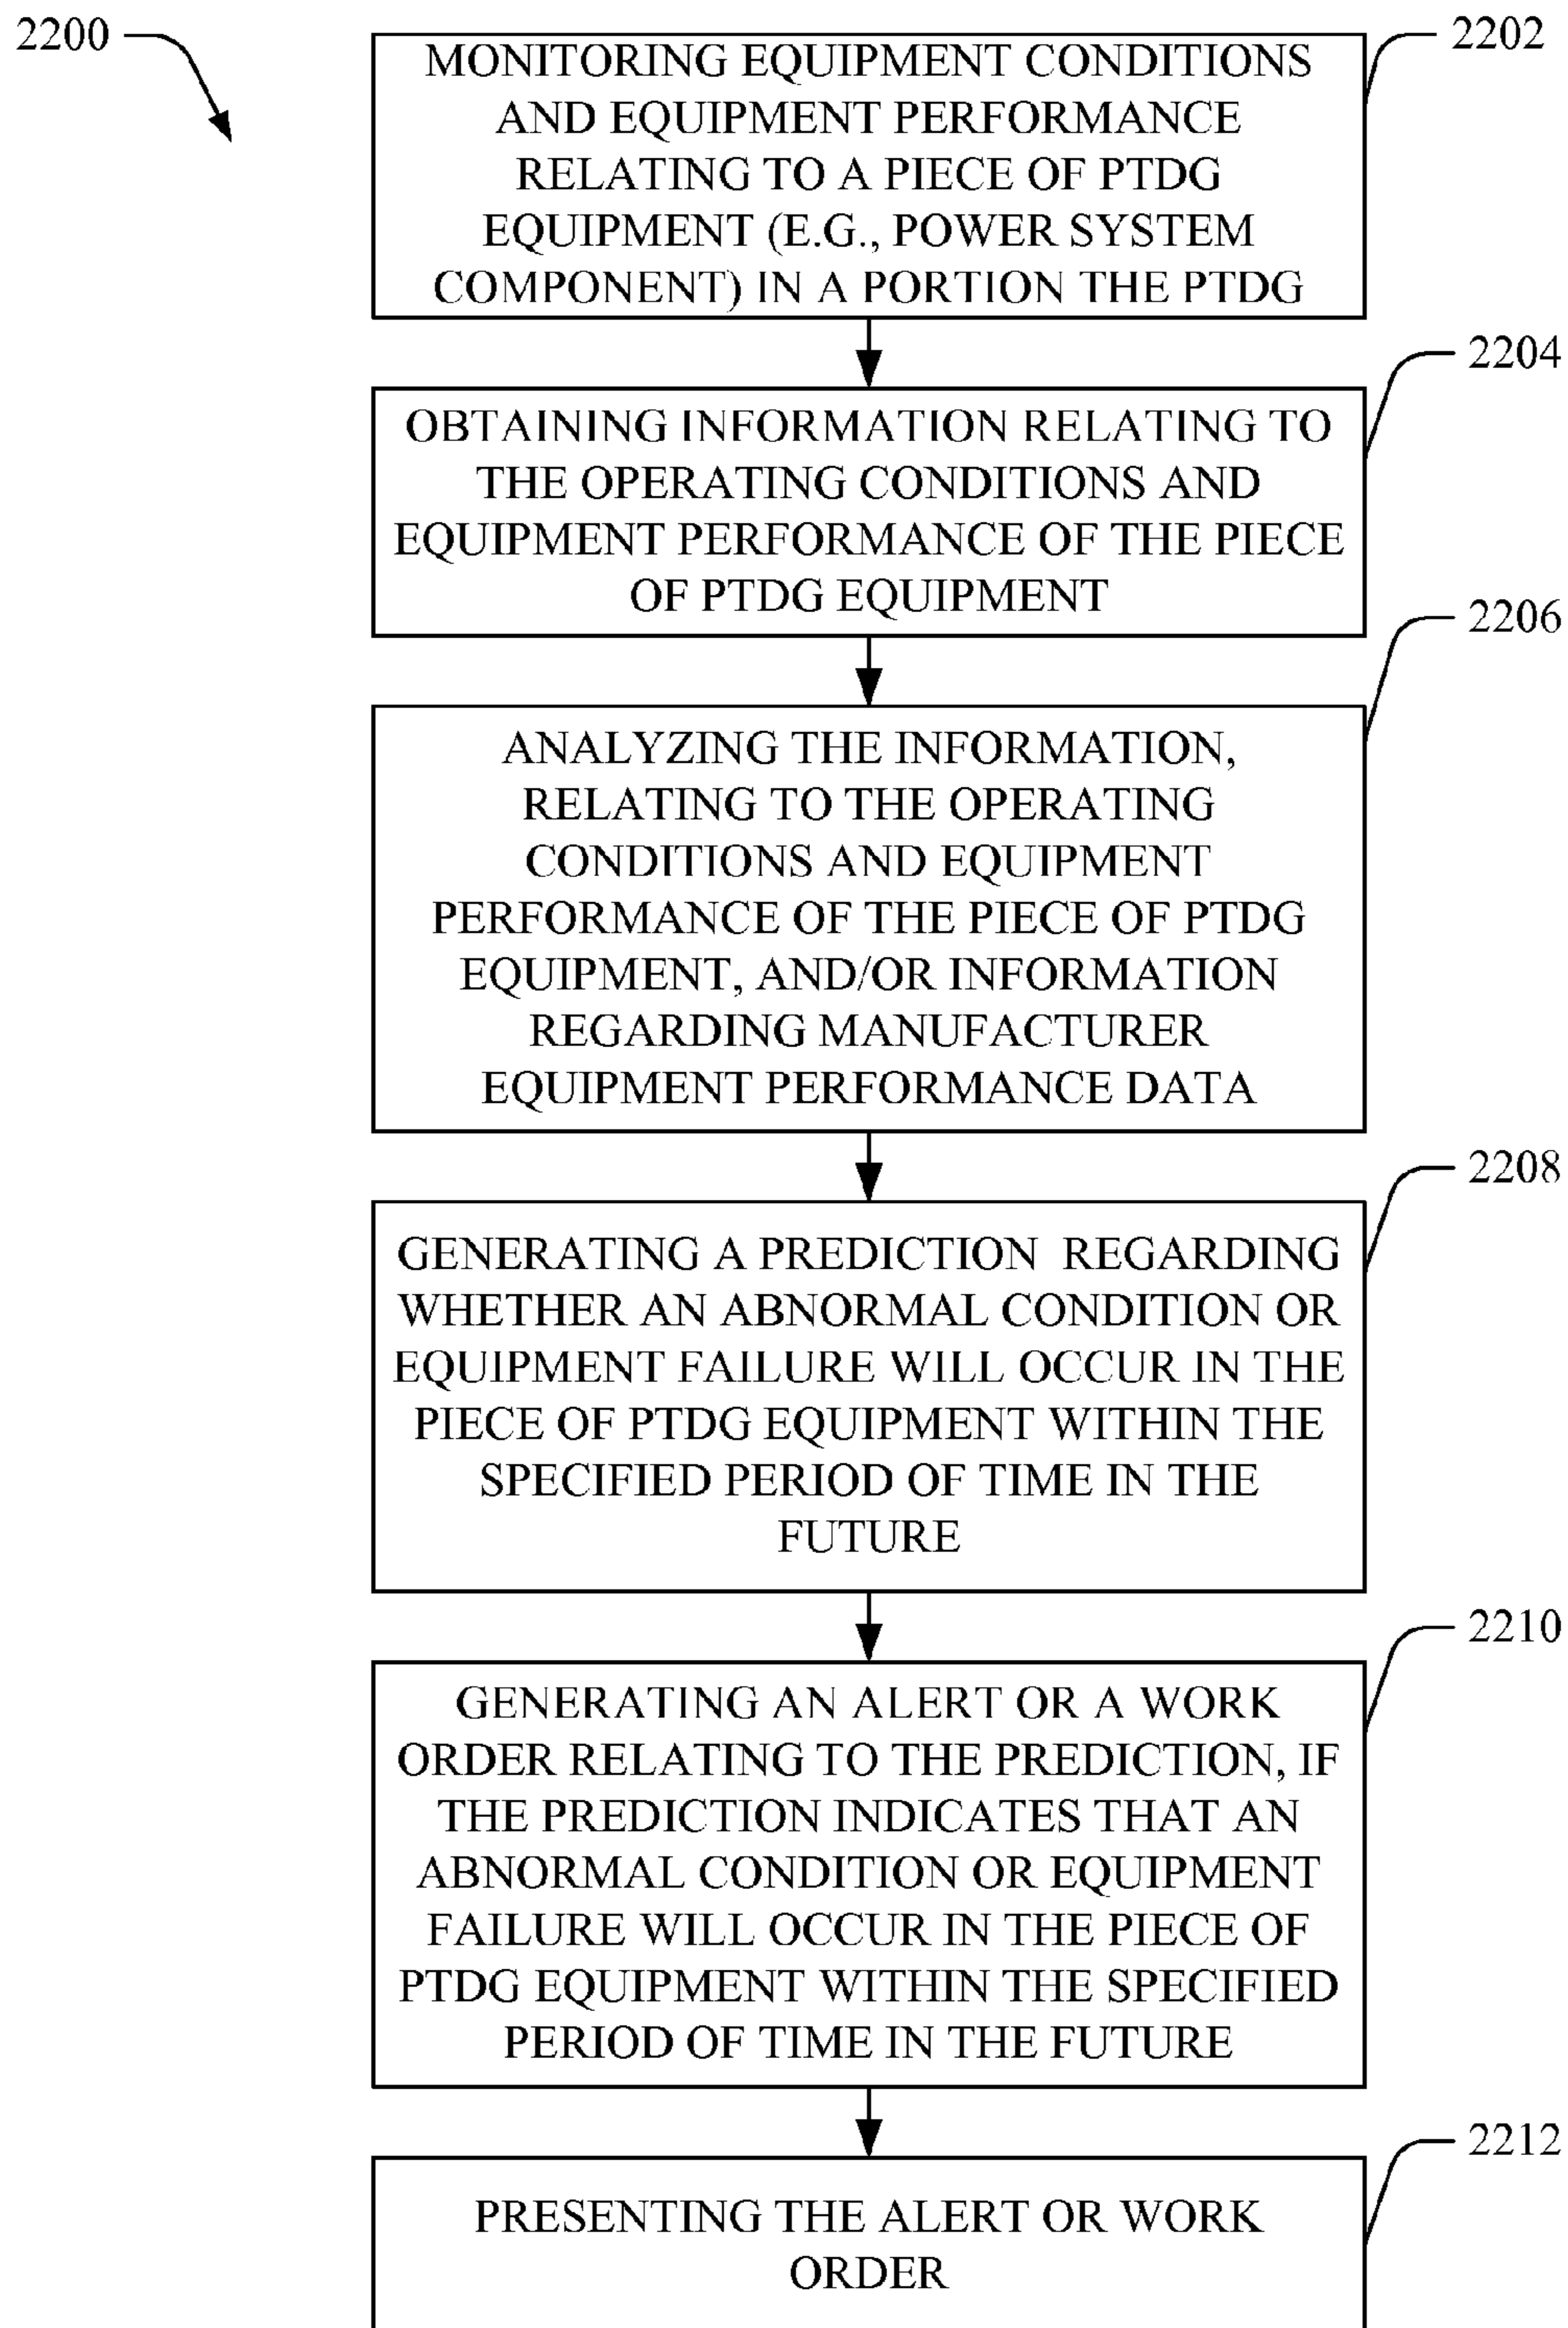 2200
2202
MONITORING EQUIPMENT CONDITIONS
AND EQUIPMENT PERFORMANCE
RELATING TO A PIECE OF PTDG
EQUIPMENT (E.G., POWER SYSTEM
COMPONENT) IN A PORTION THE PTDG
2204
OBTAINING INFORMATION RELATING TO
THE OPERATING CONDITIONS AND
EQUIPMENT PERFORMANCE OF THE PIECE
OF PTDG EQUIPMENT
2206
ANALYZING THE INFORMATION,
RELATING TO THE OPERATING
CONDITIONS AND EQUIPMENT
PERFORMANCE OF THE PIECE OF PTDG
EQUIPMENT, AND/OR INFORMATION
REGARDING MANUFACTURER
EQUIPMENT PERFORMANCE DATA
2208
GENERATING A PREDICTION REGARDING
WHETHER AN ABNORMAL CONDITION OR
EQUIPMENT FAILURE WILL OCCUR IN THE
PIECE OF PTDG EQUIPMENT WITHIN THE
SPECIFIED PERIOD OF TIME IN THE
FUTURE
2210
GENERATING AN ALERT OR A WORK
ORDER RELATING TO THE PREDICTION, IF
THE PREDICTION INDICATES THAT AN
ABNORMAL CONDITION OR EQUIPMENT
FAILURE WILL OCCUR IN THE PIECE OF
PTDG EQUIPMENT WITHIN THE SPECIFIED
PERIOD OF TIME IN THE FUTURE
2212
PRESENTING THE ALERT OR WORK
ORDER